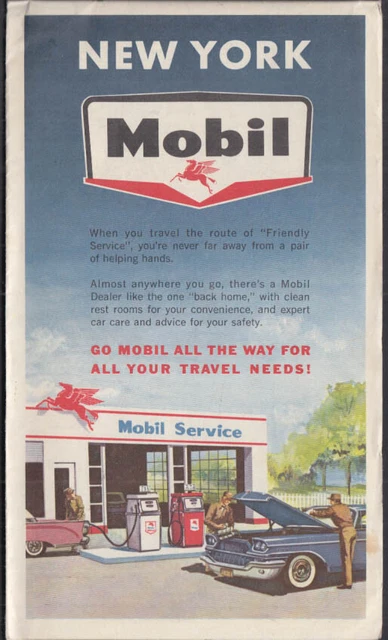 NEW YORK
Mobil
When you travel the route of "Friendly
Service", you're never far away from a pair
of helping hands.
Almost anywhere you go, there's a Mobil
Dealer like the one "back home," with clean
rest rooms for your convenience, and expert
car care and advice for your safety.
GO MOBIL ALL THE WAY FOR
ALL YOUR TRAVEL NEEDS!
Mobil Service